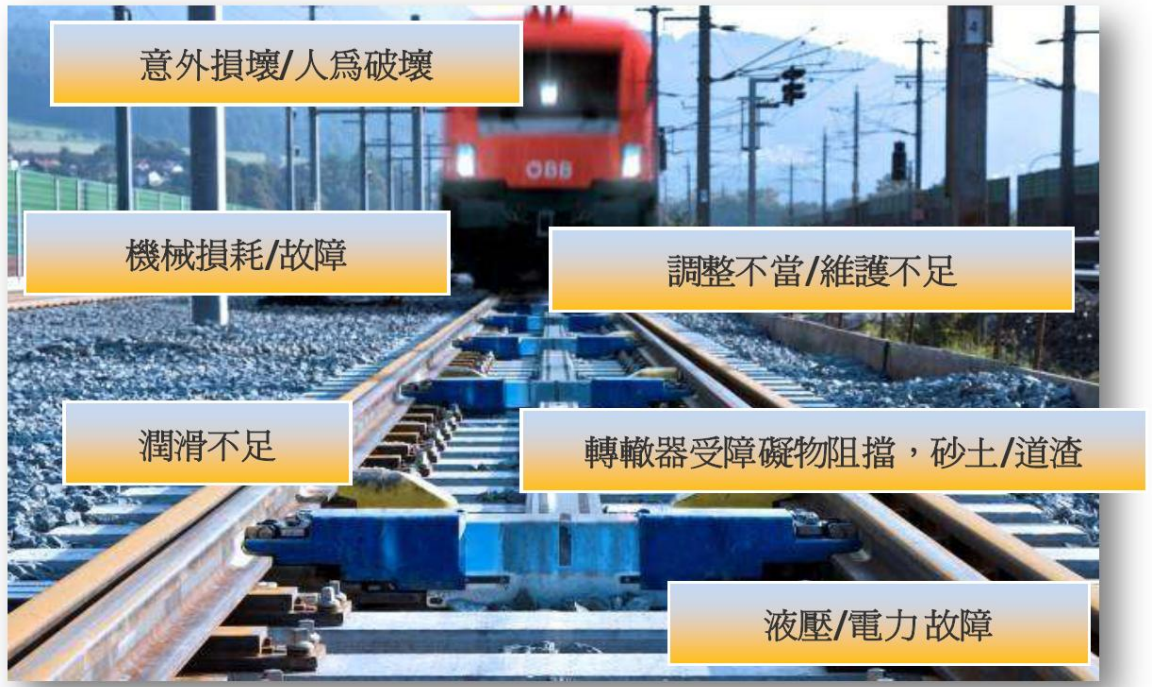 意外損壞/人爲破壞
4
ÖBB
機械損耗/故障
調整不當/維護不足
潤滑不足
轉轍器受障礙物阻擋，砂土/道渣
液壓/電力故障